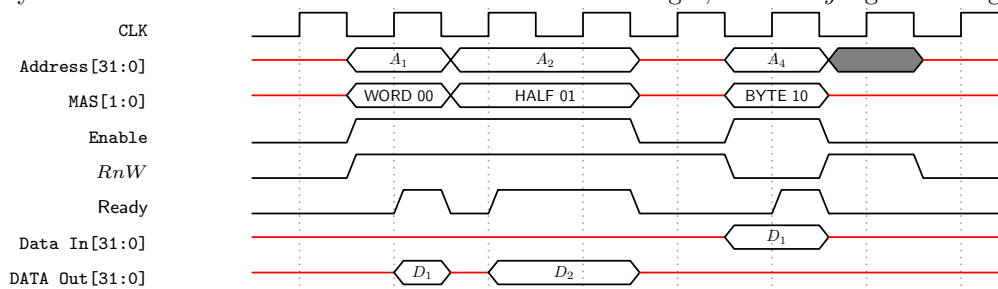 CLK
Address[31:0] A₁ A₂ A₄
MAS[1:0] WORD 00 HALF 01 BYTE 10
Enable
RnW
Ready
Data In[31:0] D₁
DATA Out[31:0] D₁ D₂